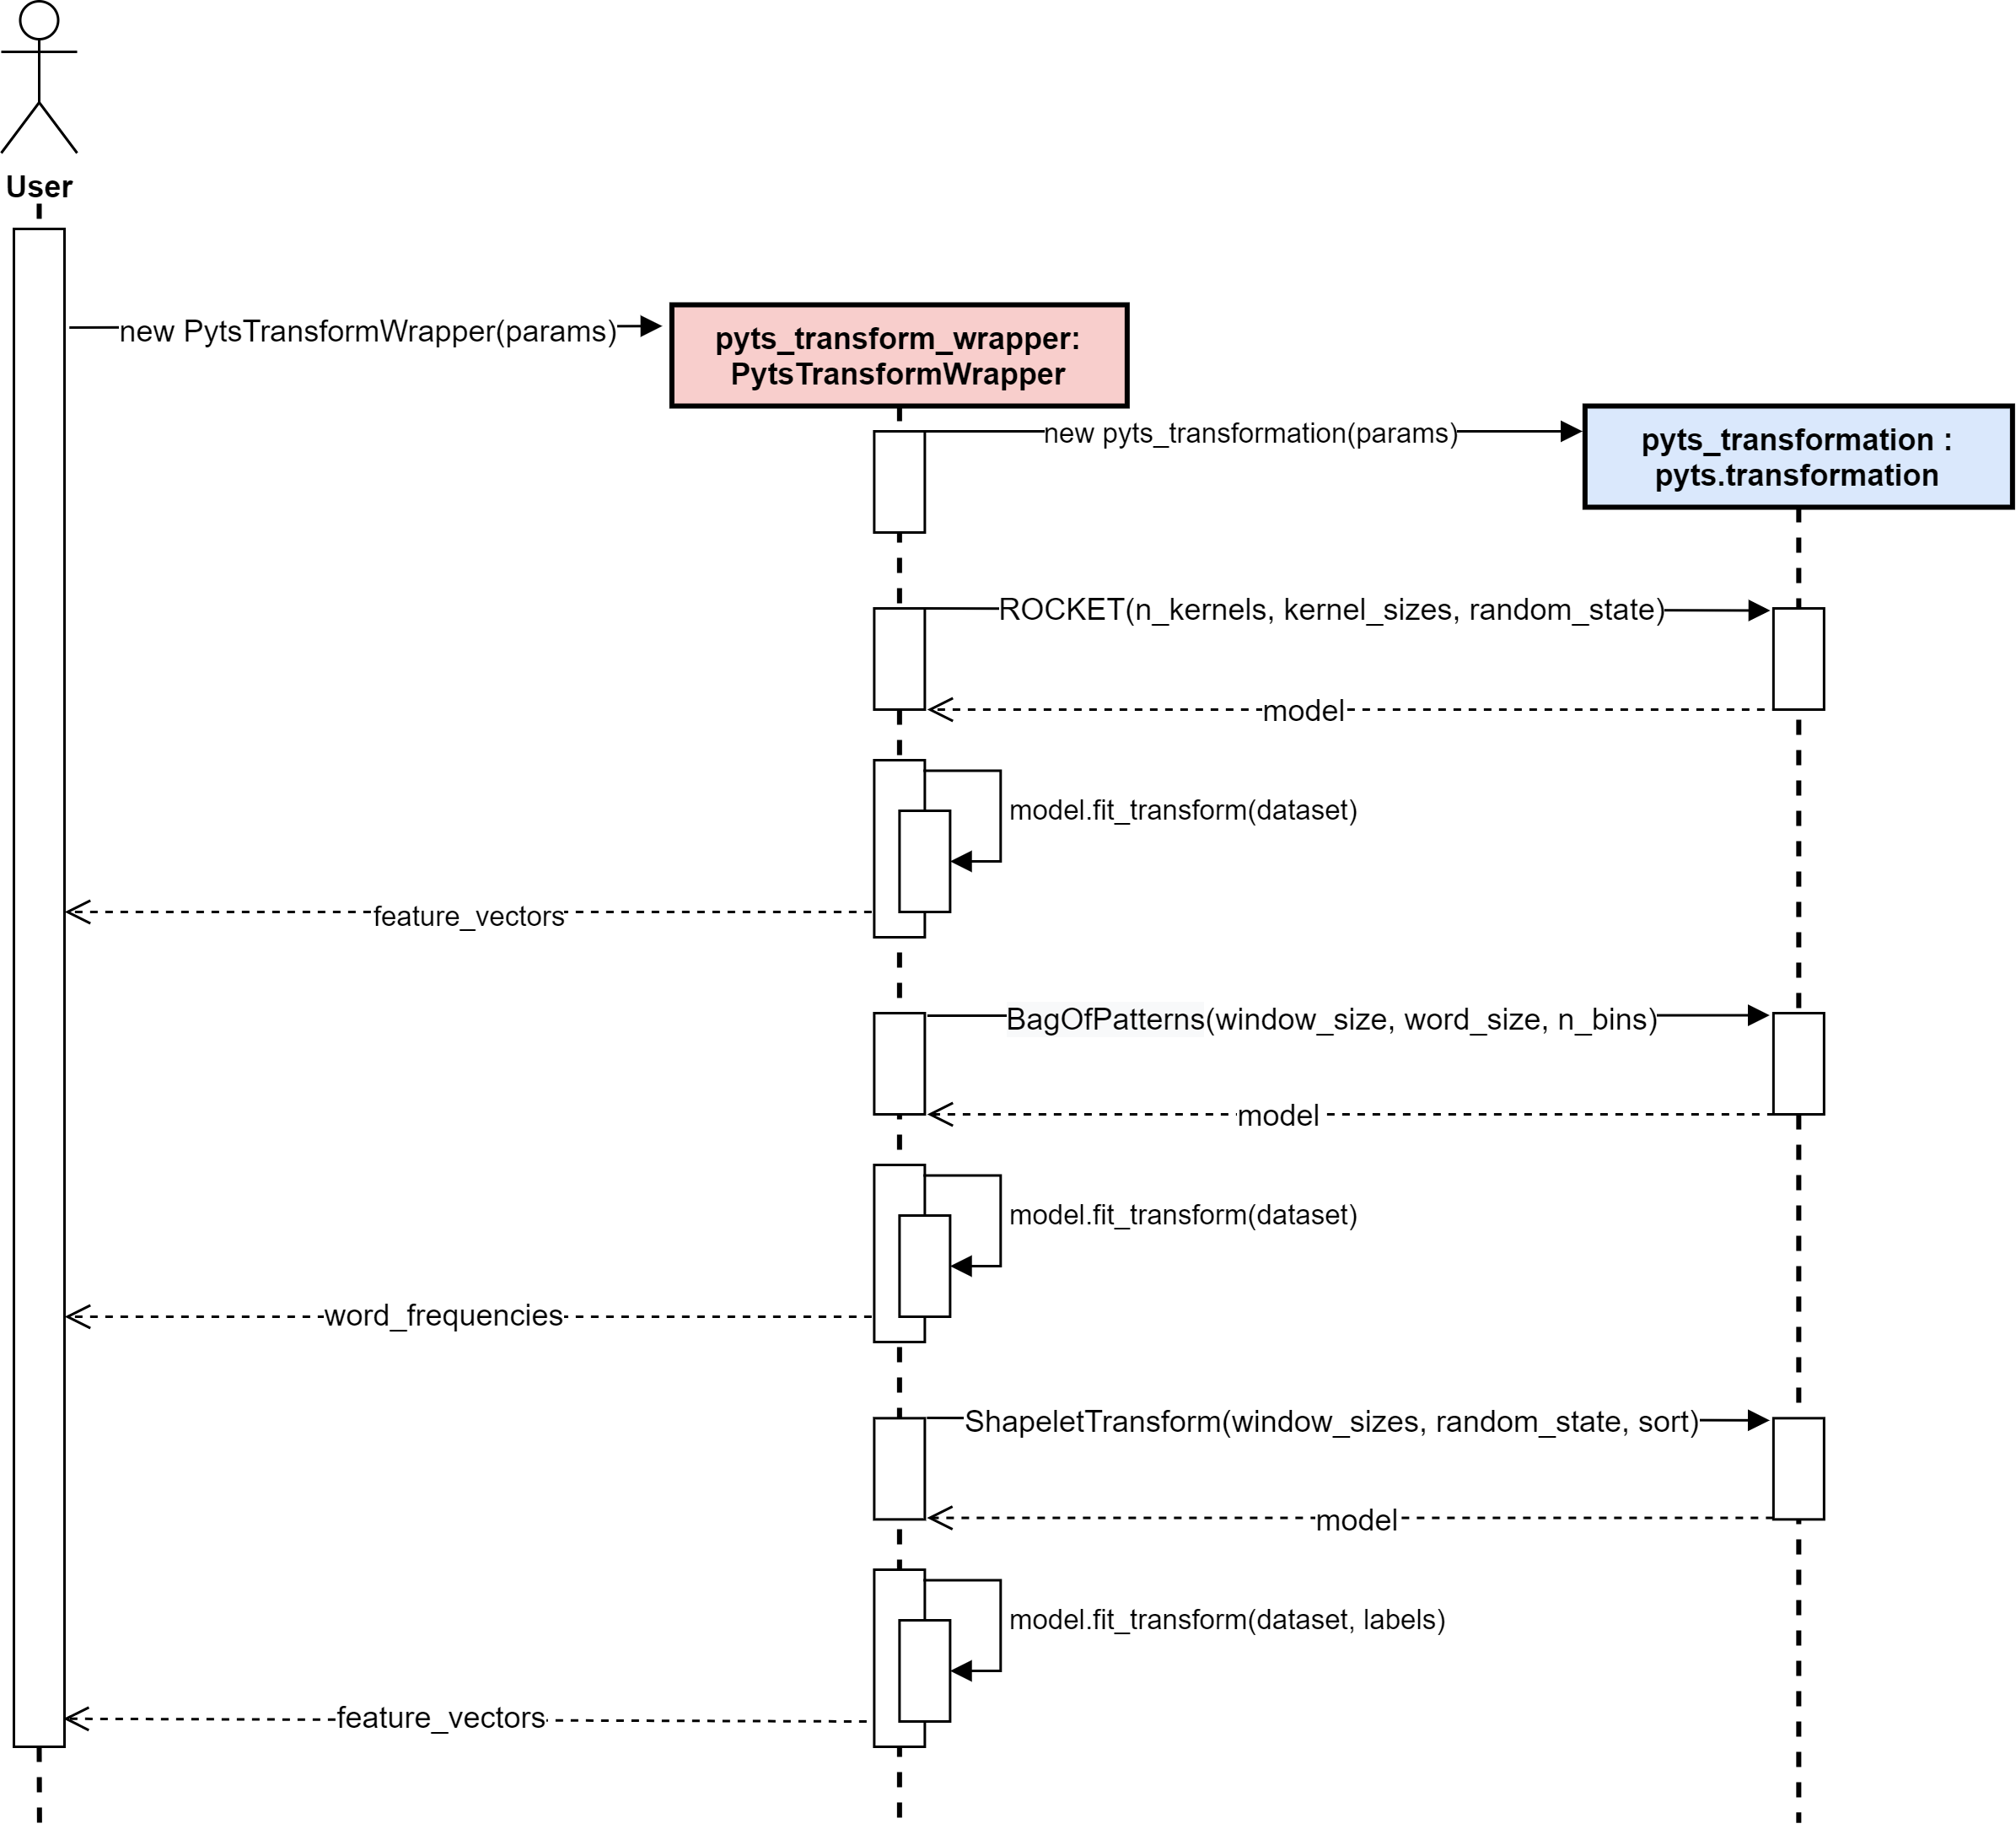 User
new PytsTransformWrapper(params)
pyts_transform_wrapper:
PytsTransformWrapper
new pyts_transformation(params)
pyts_transformation :
pyts.transformation
ROCKET(n_kernels, kernel_sizes, random_state)
model
model.fit_transform(dataset)
feature_vectors
BagOfPatterns(window_size, word_size, n_bins)
model
model.fit_transform(dataset)
word_frequencies
ShapeletTransform(window_sizes, random_state, sort)
model
model.fit_transform(dataset, labels)
feature_vectors